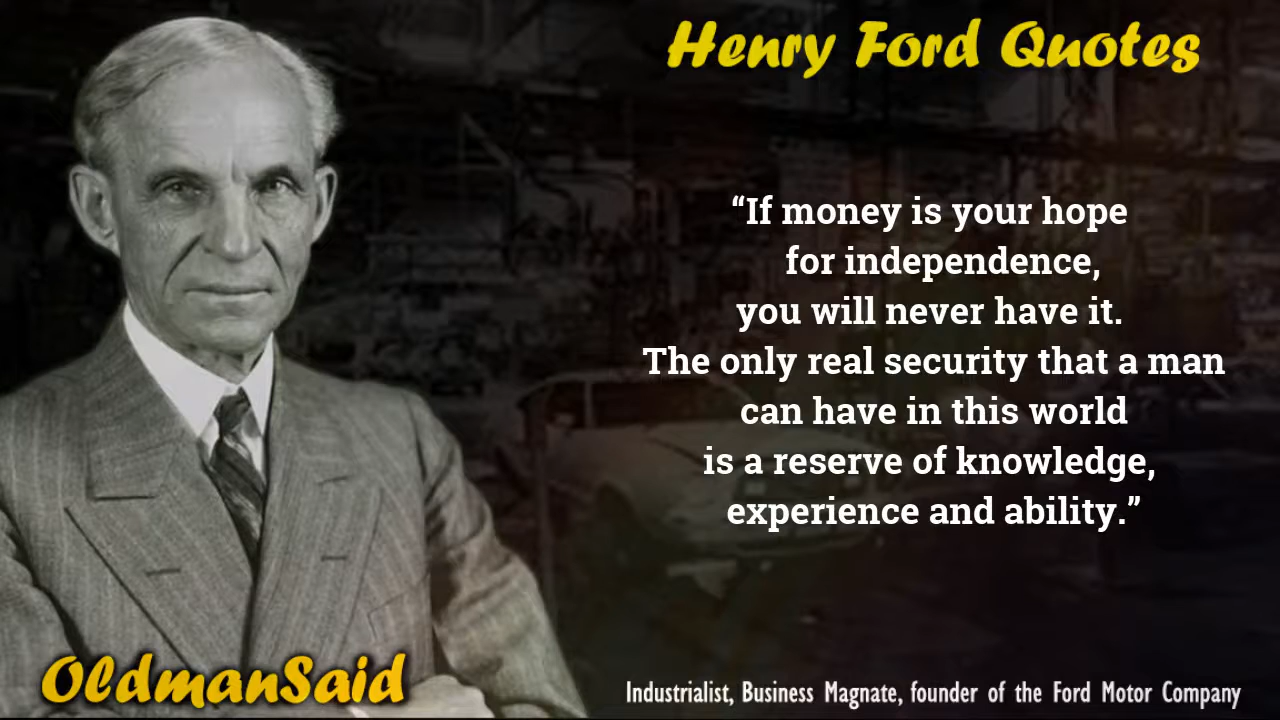 Henry Ford Quotes
“If money is your hope
for independence,
you will never have it.
The only real security that a man
can have in this world
is a reserve of knowledge,
experience and ability.”
OldmanSaid
Industrialist, Business Magnate, founder of the Ford Motor Company